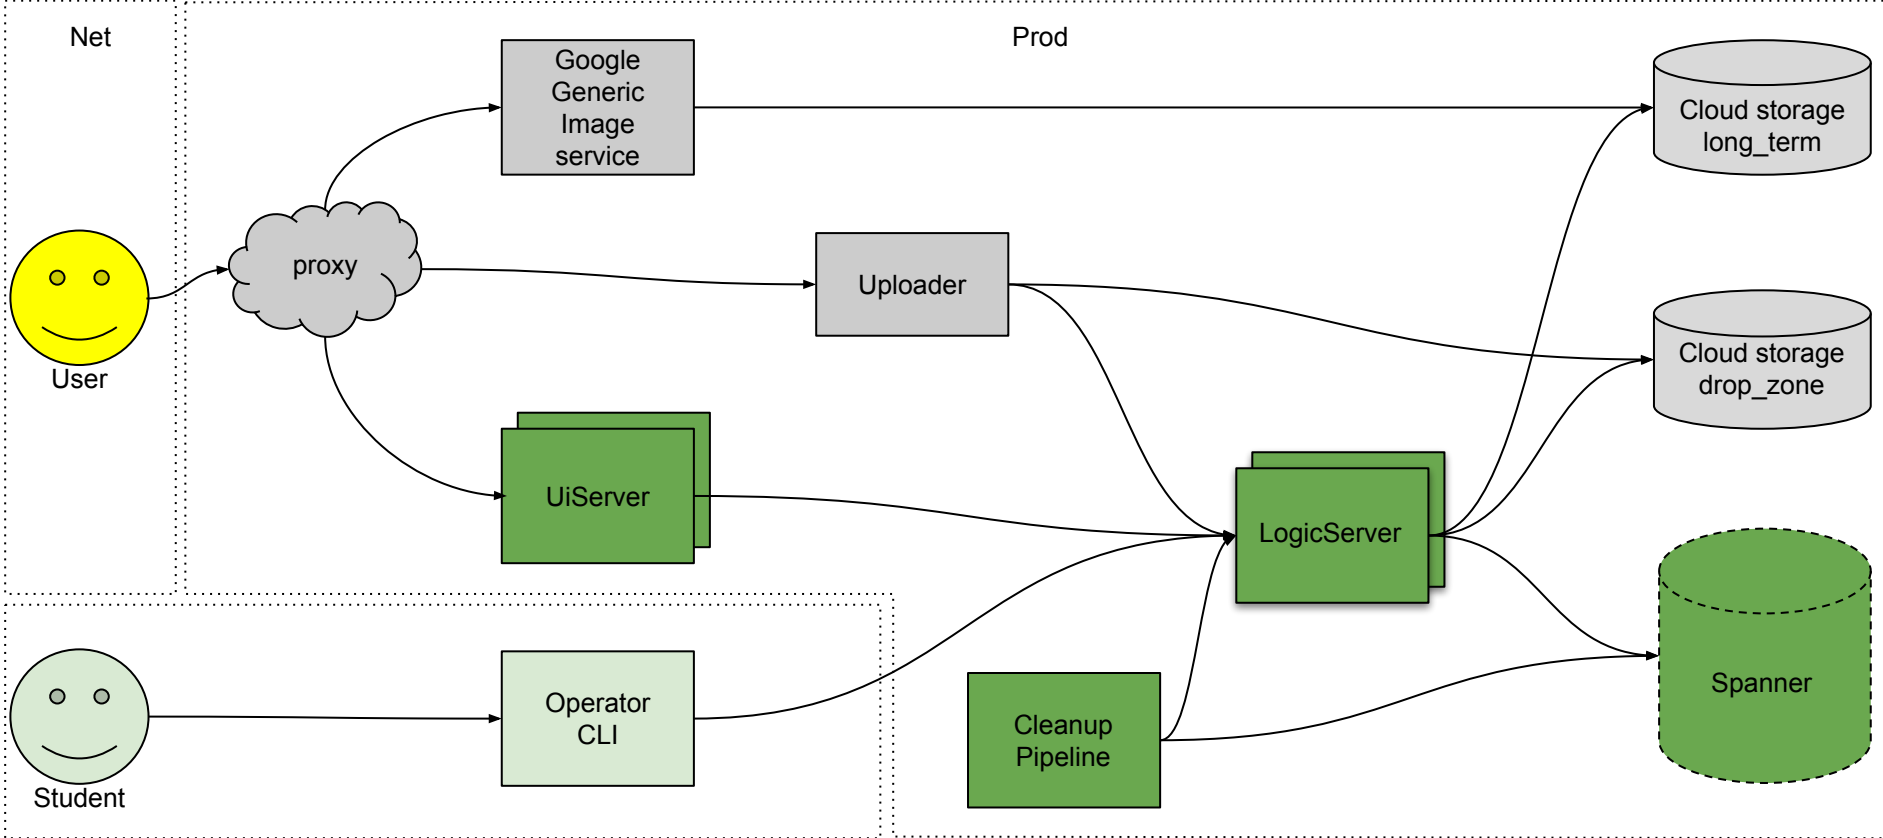 Net
Prod
Google
Generic
Image
service
Cloud storage
long_term
proxy
Uploader
User
Cloud storage
drop_zone
UiServer
LogicServer
Operator
CLI
Student
Cleanup
Pipeline
Spanner